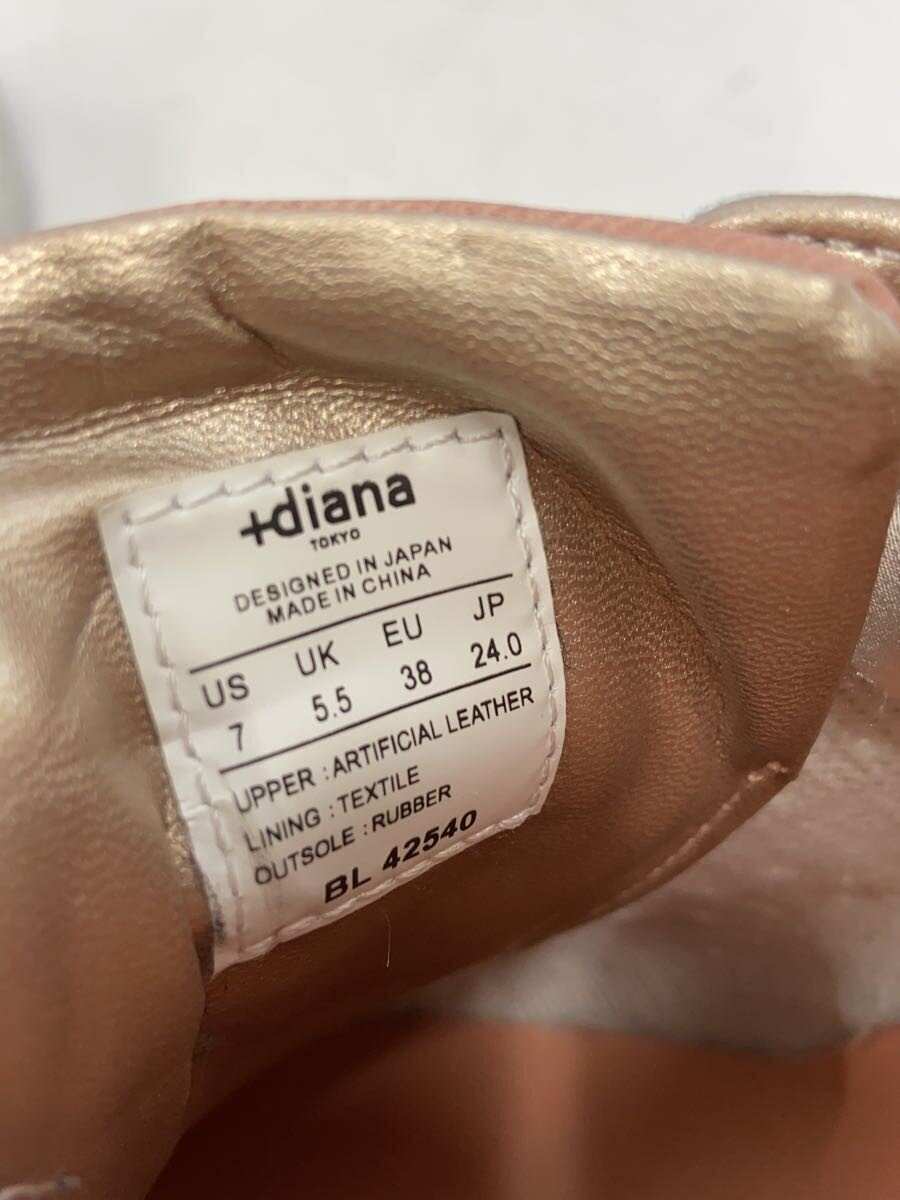 +diana
TOKYO
DESIGNED IN JAPAN
MADE IN CHINA
US UK EU JP
7 5.5 38 24.0
UPPER : ARTIFICIAL LEATHER
LINING : TEXTILE
OUTSOLE : RUBBER
BL 42540